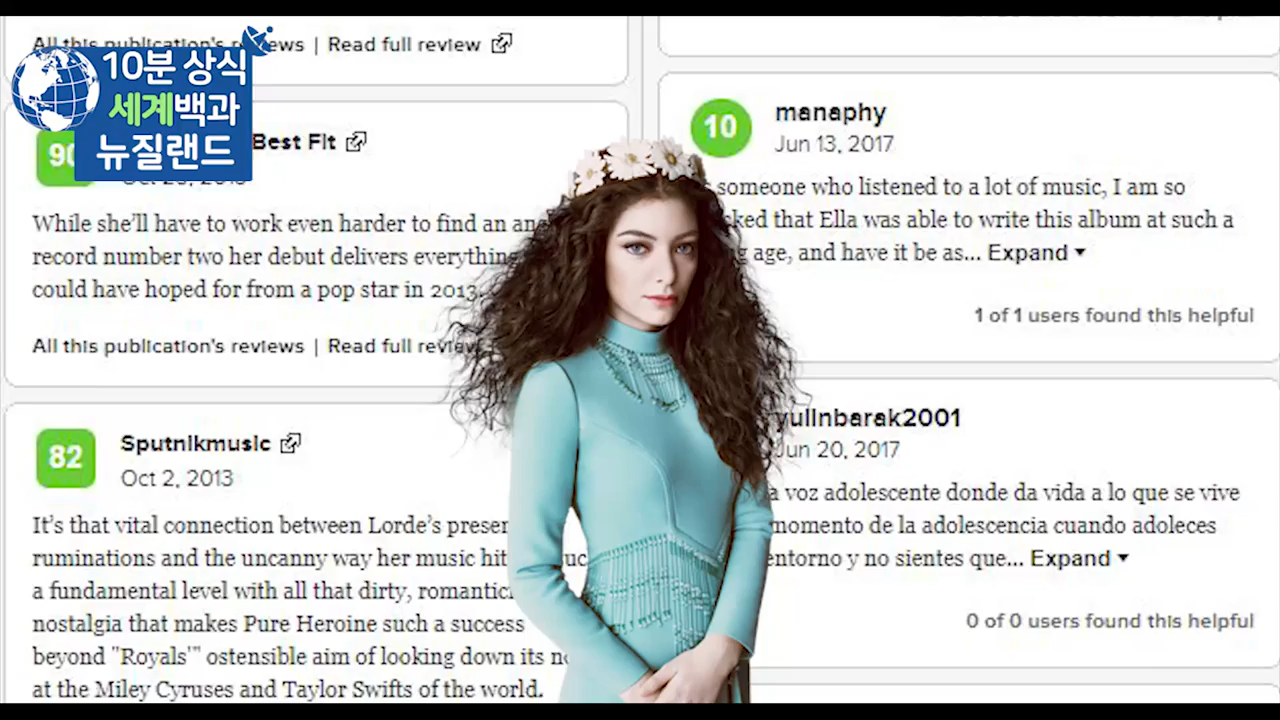 10분 상식
세계백과
뉴질랜드
All this publication's reviews | Read full review
90
Best Fit
While she'll have to work even harder to find an
record number two her debut delivers everything
could have hoped for from a pop star in 2013.
All this publication's reviews | Read full review
82
Sputnikmusic
Oct 2, 2013
It's that vital connection between Lorde's
ruminations and the uncanny way her music
a fundamental level with all that dirty,
nostalgia that makes Pure Heroine such a success
beyond "Royals'" ostensible aim of looking down its
at the Miley Cyruses and Taylor Swifts of the world.
10
manaphy
Jun 13, 2017
someone who listened to a lot of music, I am so
that Ella was able to write this album at such a
age, and have it be as... Expand
1 of 1 users found this helpful
yulinbarak2001
Jun 20, 2017
a voz adolescente donde da vida a lo que se vive
momento de la adolescencia cuando adoleces
entorno y no sientes que... Expand
0 of 0 users found this helpful